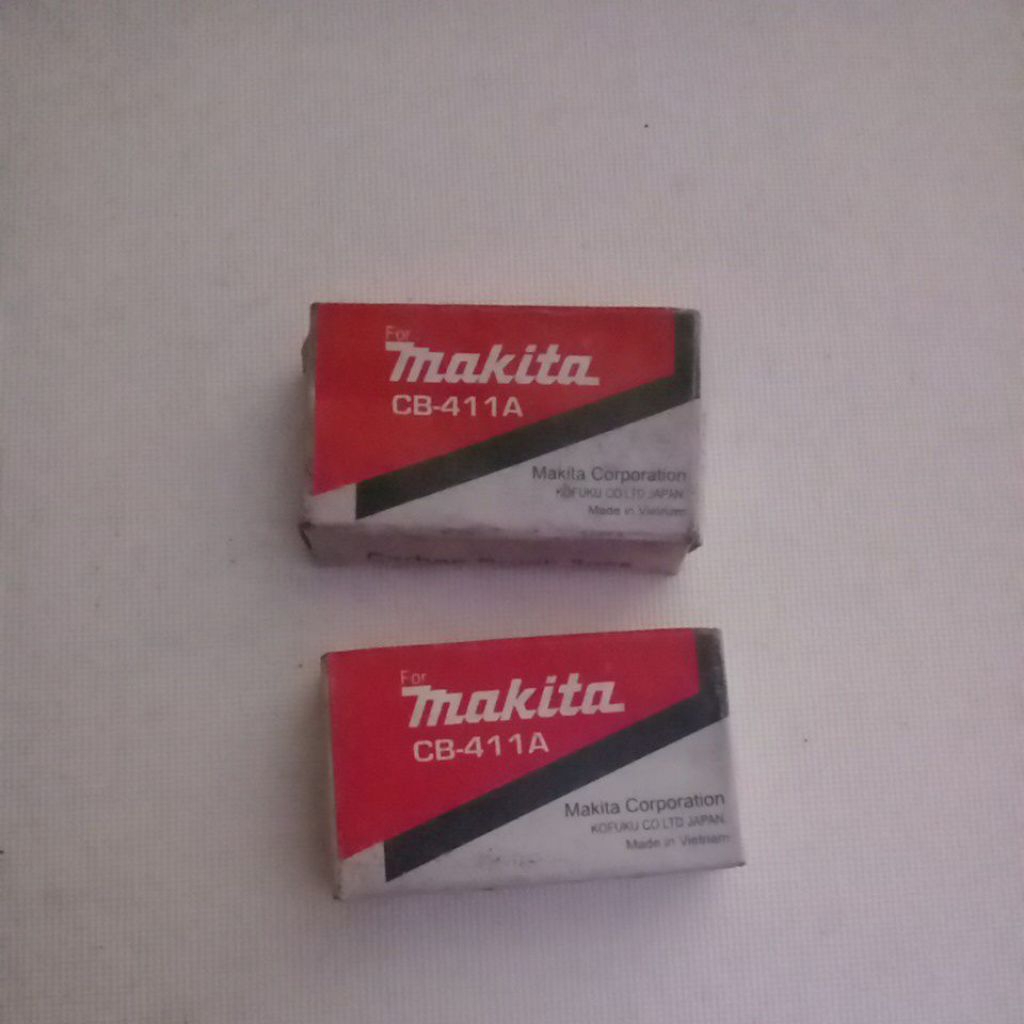 For
makita
CB-411A
Makita Corporation
KOFUKU CO LTD JAPAN.
Made in Vietnam
For
makita
CB-411A
Makita Corporation
KOFUKU CO LTD JAPAN.
Made in Vietnam